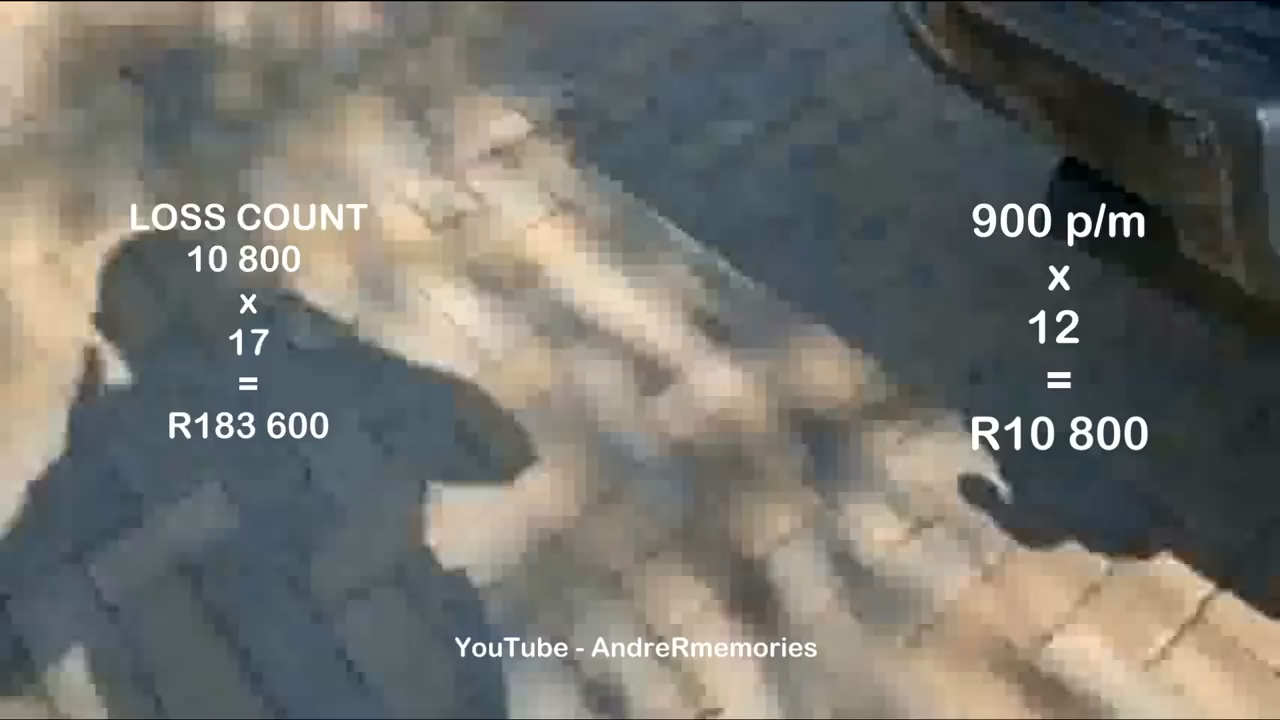 LOSS COUNT
10 800
x
17
=
R183 600
900 p/m
x
12
=
R10 800
YouTube - AndreRmemories